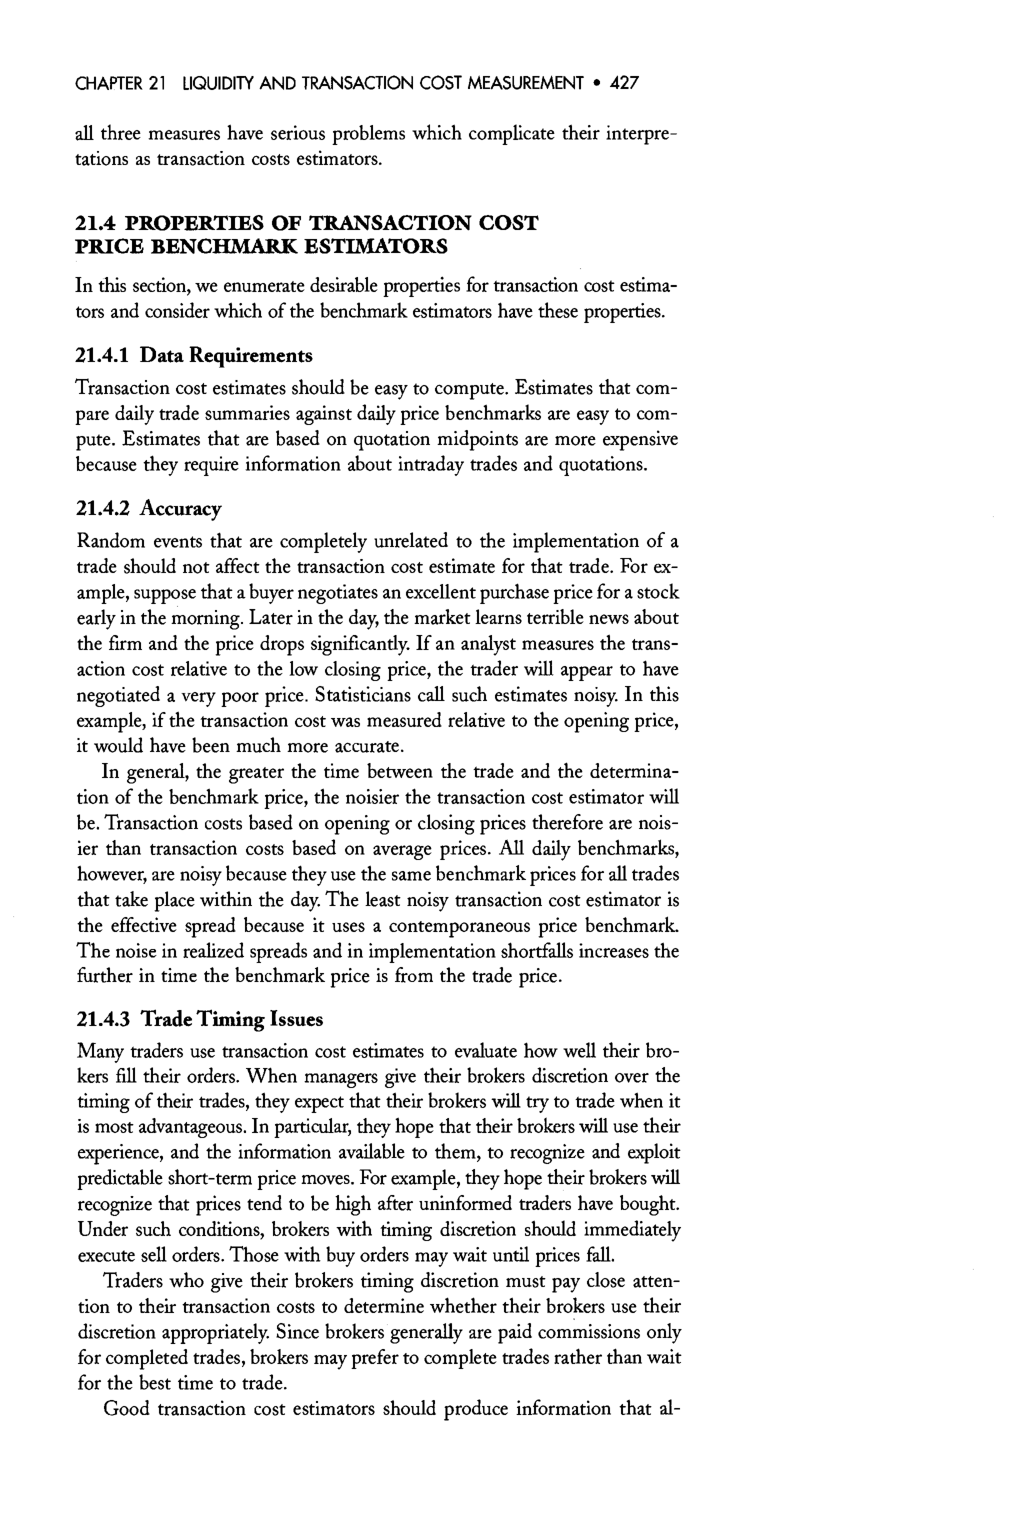 CHAPTER 21 LIQUIDITY AND TRANSACTION COST MEASUREMENT • 427
all three measures have serious problems which complicate their interpre-
tations as transaction costs estimators.
21.4 PROPERTIES OF TRANSACTION COST
PRICE BENCHMARK ESTIMATORS
In this section, we enumerate desirable properties for transaction cost estima-
tors and consider which of the benchmark estimators have these properties.
21.4.1 Data Requirements
Transaction cost estimates should be easy to compute. Estimates that com-
pare daily trade summaries against daily price benchmarks are easy to com-
pute. Estimates that are based on quotation midpoints are more expensive
because they require information about intraday trades and quotations.
21.4.2 Accuracy
Random events that are completely unrelated to the implementation of a
trade should not affect the transaction cost estimate for that trade. For ex-
ample, suppose that a buyer negotiates an excellent purchase price for a stock
early in the morning. Later in the day, the market learns terrible news about
the firm and the price drops significantly. If an analyst measures the trans-
action cost relative to the low closing price, the trader will appear to have
negotiated a very poor price. Statisticians call such estimates noisy. In this
example, if the transaction cost was measured relative to the opening price,
it would have been much more accurate.
In general, the greater the time between the trade and the determina-
tion of the benchmark price, the noisier the transaction cost estimator will
be. Transaction costs based on opening or closing prices therefore are nois-
ier than transaction costs based on average prices. All daily benchmarks,
however, are noisy because they use the same benchmark prices for all trades
that take place within the day. The least noisy transaction cost estimator is
the effective spread because it uses a contemporaneous price benchmark.
The noise in realized spreads and in implementation shortfalls increases the
further in time the benchmark price is from the trade price.
21.4.3 Trade Timing Issues
Many traders use transaction cost estimates to evaluate how well their bro-
kers fill their orders. When managers give their brokers discretion over the
timing of their trades, they expect that their brokers will try to trade when it
is most advantageous. In particular, they hope that their brokers will use their
experience, and the information available to them, to recognize and exploit
predictable short-term price moves. For example, they hope their brokers will
recognize that prices tend to be high after uninformed traders have bought.
Under such conditions, brokers with timing discretion should immediately
execute sell orders. Those with buy orders may wait until prices fall.
Traders who give their brokers timing discretion must pay close atten-
tion to their transaction costs to determine whether their brokers use their
discretion appropriately. Since brokers generally are paid commissions only
for completed trades, brokers may prefer to complete trades rather than wait
for the best time to trade.
Good transaction cost estimators should produce information that al-